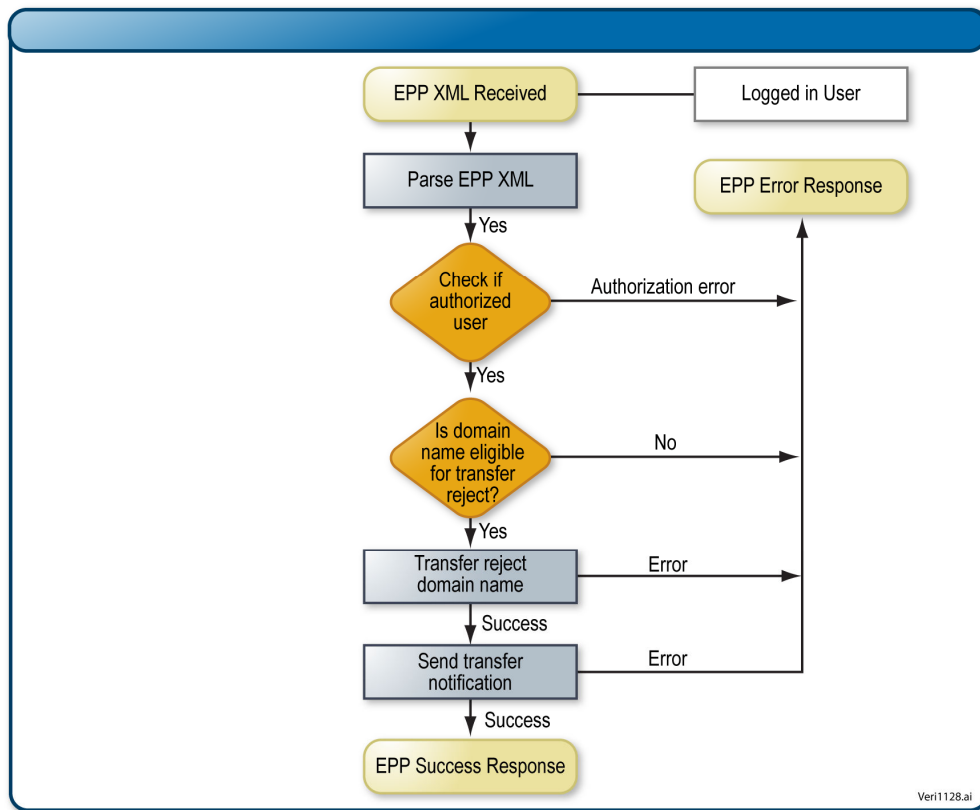 EPP XML Received
Logged in User
Parse EPP XML
EPP Error Response
Yes
Check if
authorized
user
Authorization error
Yes
Is domain
name eligible
for transfer
reject?
No
Yes
Transfer reject
domain name
Error
Success
Send transfer
notification
Error
Success
EPP Success Response
Veri1128.ai